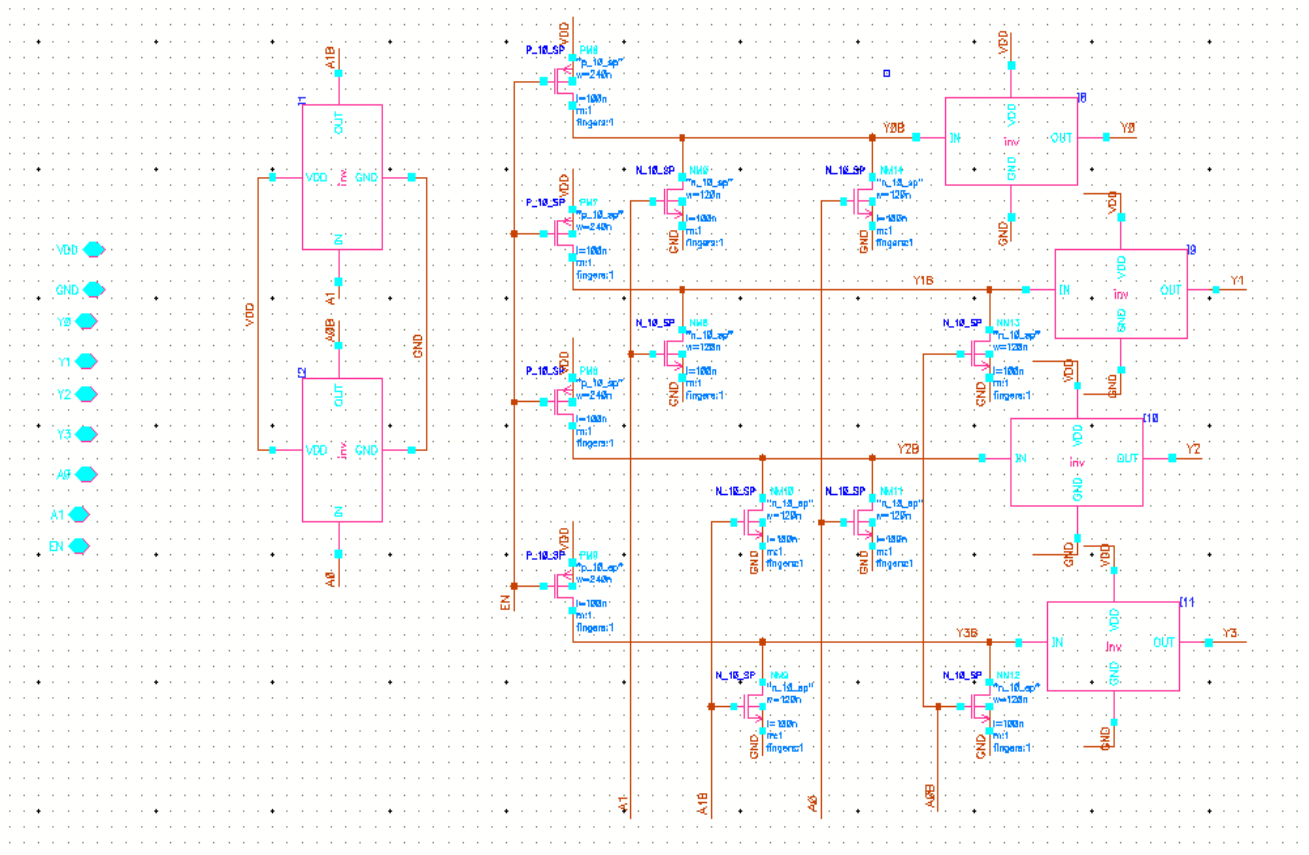 VDD
GND
Y0
Y1
Y2
Y3
A0
A1
EN
A1B
I1
OUT
VDD
inv
GND
IN
A1
VDD
GND
A0B
I2
OUT
VDD
inv
GND
IN
A0
VDD
P_10_SP
PM6
"p_10_sp"
w=240n
l=100n
m:1
fingers:1
VDD
P_10_SP
PM7
"p_10_sp"
w=240n
l=100n
m:1
fingers:1
VDD
P_10_SP
"p_10_sp"
w=240n
l=100n
m:1
fingers:1
VDD
P_10_SP
"p_10_sp"
w=240n
l=100n
m:1
fingers:1
EN
Y0B
N_10_SP
"n_10_sp"
w=120n
l=100n
m:1
fingers:1
GND
N_10_SP
NM14
"n_10_sp"
w=120n
l=100n
m:1
fingers:1
GND
Y1B
N_10_SP
"n_10_sp"
w=120n
l=100n
m:1
fingers:1
GND
N_10_SP
NM13
"n_10_sp"
w=120n
l=100n
m:1
fingers:1
GND
Y2B
N_10_SP
NM10
"n_10_sp"
w=120n
l=100n
m:1
fingers:1
GND
N_10_SP
NM11
"n_10_sp"
w=120n
l=100n
m:1
fingers:1
GND
Y3B
N_10_SP
"n_10_sp"
w=120n
l=100n
m:1
fingers:1
GND
N_10_SP
NM12
"n_10_sp"
w=120n
l=100n
m:1
fingers:1
GND
A1
A1B
A0
A0B
VDD
VDD
IN
inv
OUT
GND
GND
Y0
VDD
I9
VDD
IN
inv
OUT
GND
GND
Y1
VDD
I10
VDD
IN
inv
OUT
GND
GND
Y2
VDD
I11
VDD
IN
inv
OUT
GND
GND
Y3